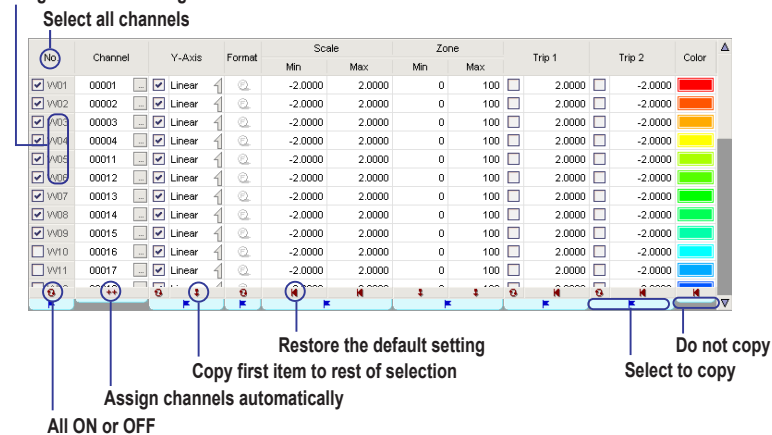 Select all channels
No. Channel Y-Axis Format Scale Zone Trip 1 Trip 2 Color
Min Max Min Max
W01 00001 ... Linear -2.0000 2.0000 0 100 2.0000 -2.0000
W02 00002 ... Linear -2.0000 2.0000 0 100 2.0000 -2.0000
W03 00003 ... Linear -2.0000 2.0000 0 100 2.0000 -2.0000
W04 00004 ... Linear -2.0000 2.0000 0 100 2.0000 -2.0000
W05 00011 ... Linear -2.0000 2.0000 0 100 2.0000 -2.0000
W06 00012 ... Linear -2.0000 2.0000 0 100 2.0000 -2.0000
W07 00013 ... Linear -2.0000 2.0000 0 100 2.0000 -2.0000
W08 00014 ... Linear -2.0000 2.0000 0 100 2.0000 -2.0000
W09 00015 ... Linear -2.0000 2.0000 0 100 2.0000 -2.0000
W10 00016 ... Linear -2.0000 2.0000 0 100 2.0000 -2.0000
W11 00017 ... Linear -2.0000 2.0000 0 100 2.0000 -2.0000
Restore the default setting
Do not copy
Copy first item to rest of selection
Select to copy
Assign channels automatically
All ON or OFF